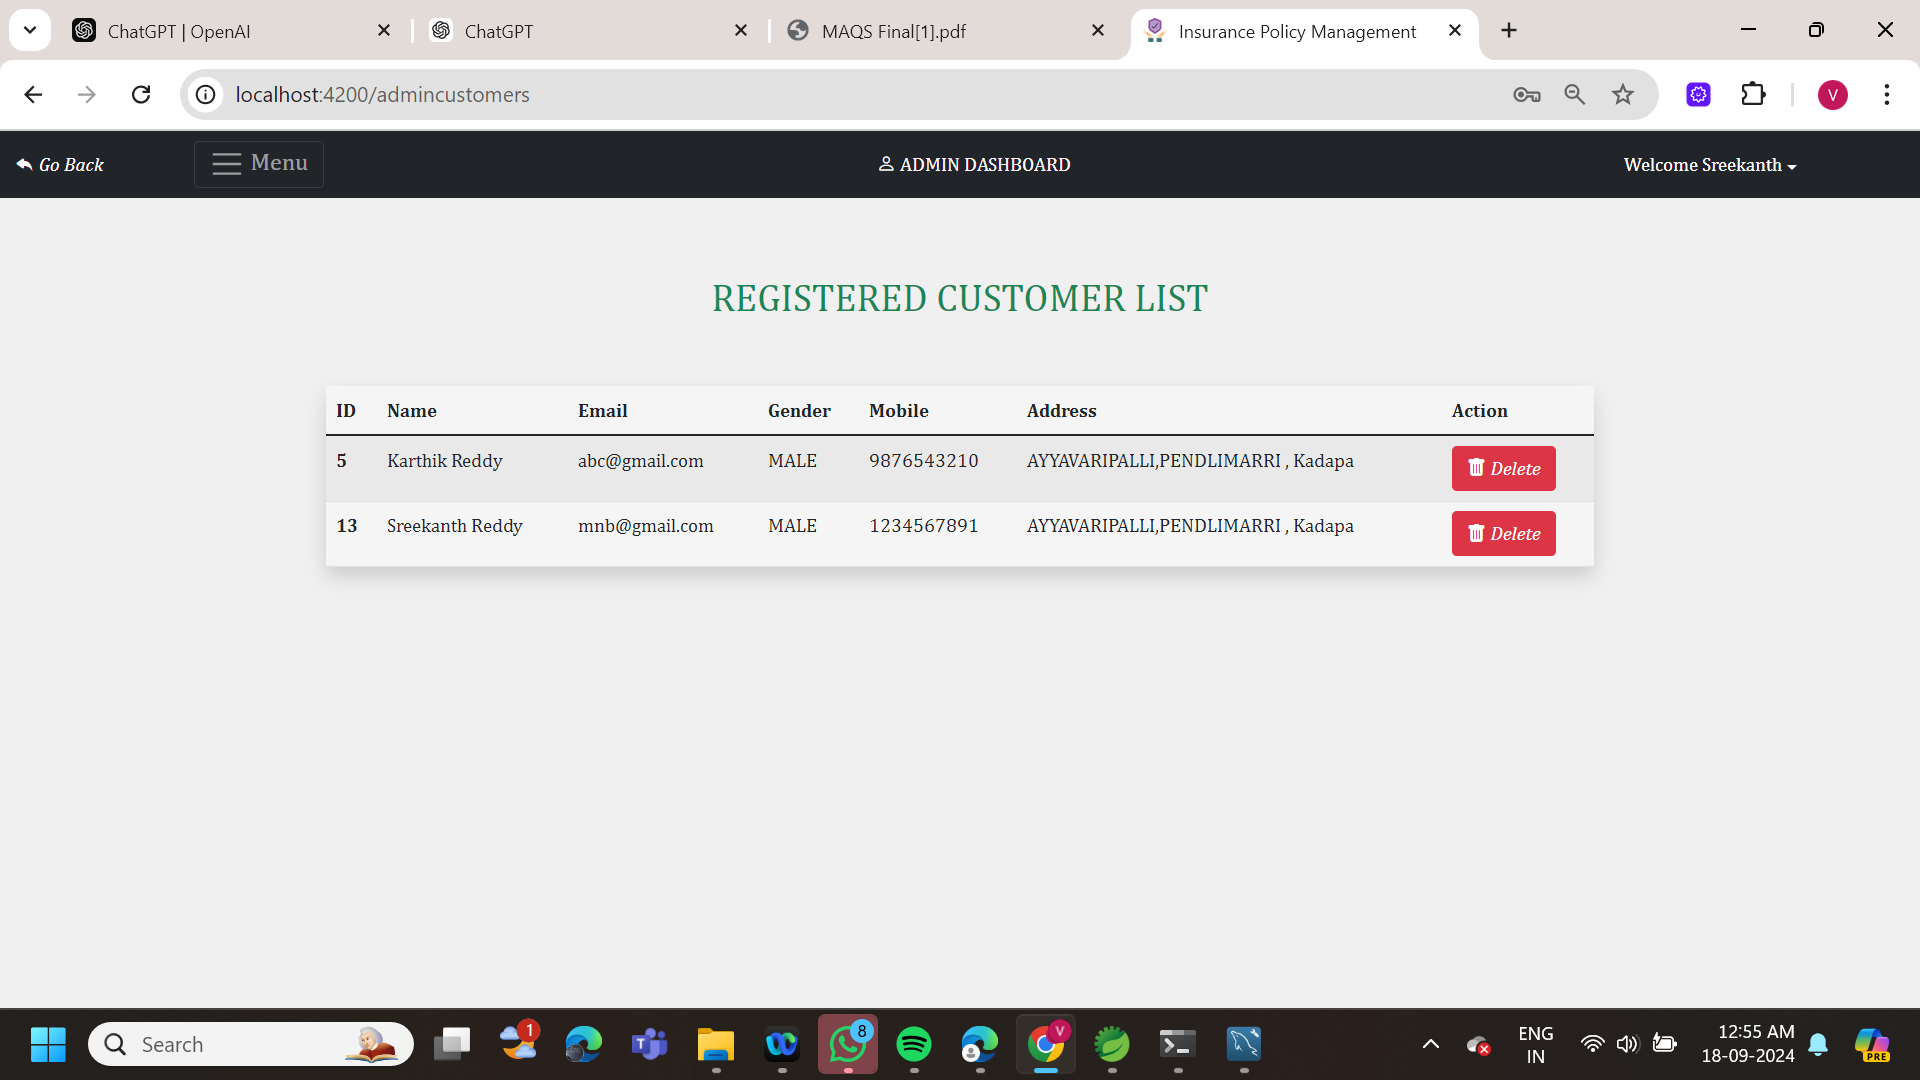 ChatGPT | OpenAI
ChatGPT
MAQS Final[1].pdf
Insurance Policy Management
localhost:4200/admincustomers
V
Go Back
Menu
ADMIN DASHBOARD
Welcome Sreekanth
REGISTERED CUSTOMER LIST
ID Name Email Gender Mobile Address Action
5 Karthik Reddy abc@gmail.com MALE 9876543210 AYYAVARIPALLI,PENDLIMARRI , Kadapa Delete
13 Sreekanth Reddy mnb@gmail.com MALE 1234567891 AYYAVARIPALLI,PENDLIMARRI , Kadapa Delete
Search
1
8
V
ENG
IN
12:55 AM
18-09-2024
PRE